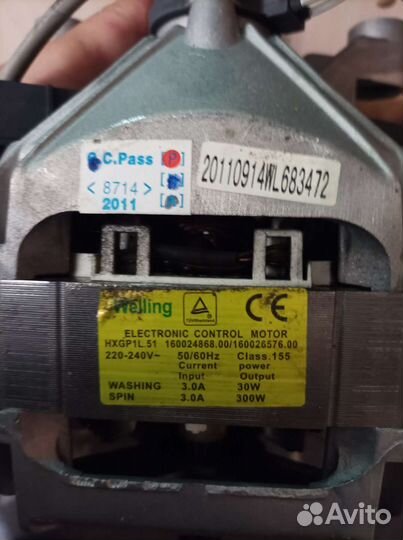 Q.C.Pass P
< 8714 >
2011
20110914WL683472
Welling
CE
ELECTRONIC CONTROL MOTOR
HXGP1L.51 160024868.00/160026576.00
220-240V~ 50/60Hz Class.155
Current power
Input Output
WASHING 3.0A 30W
SPIN 3.0A 300W
Avito